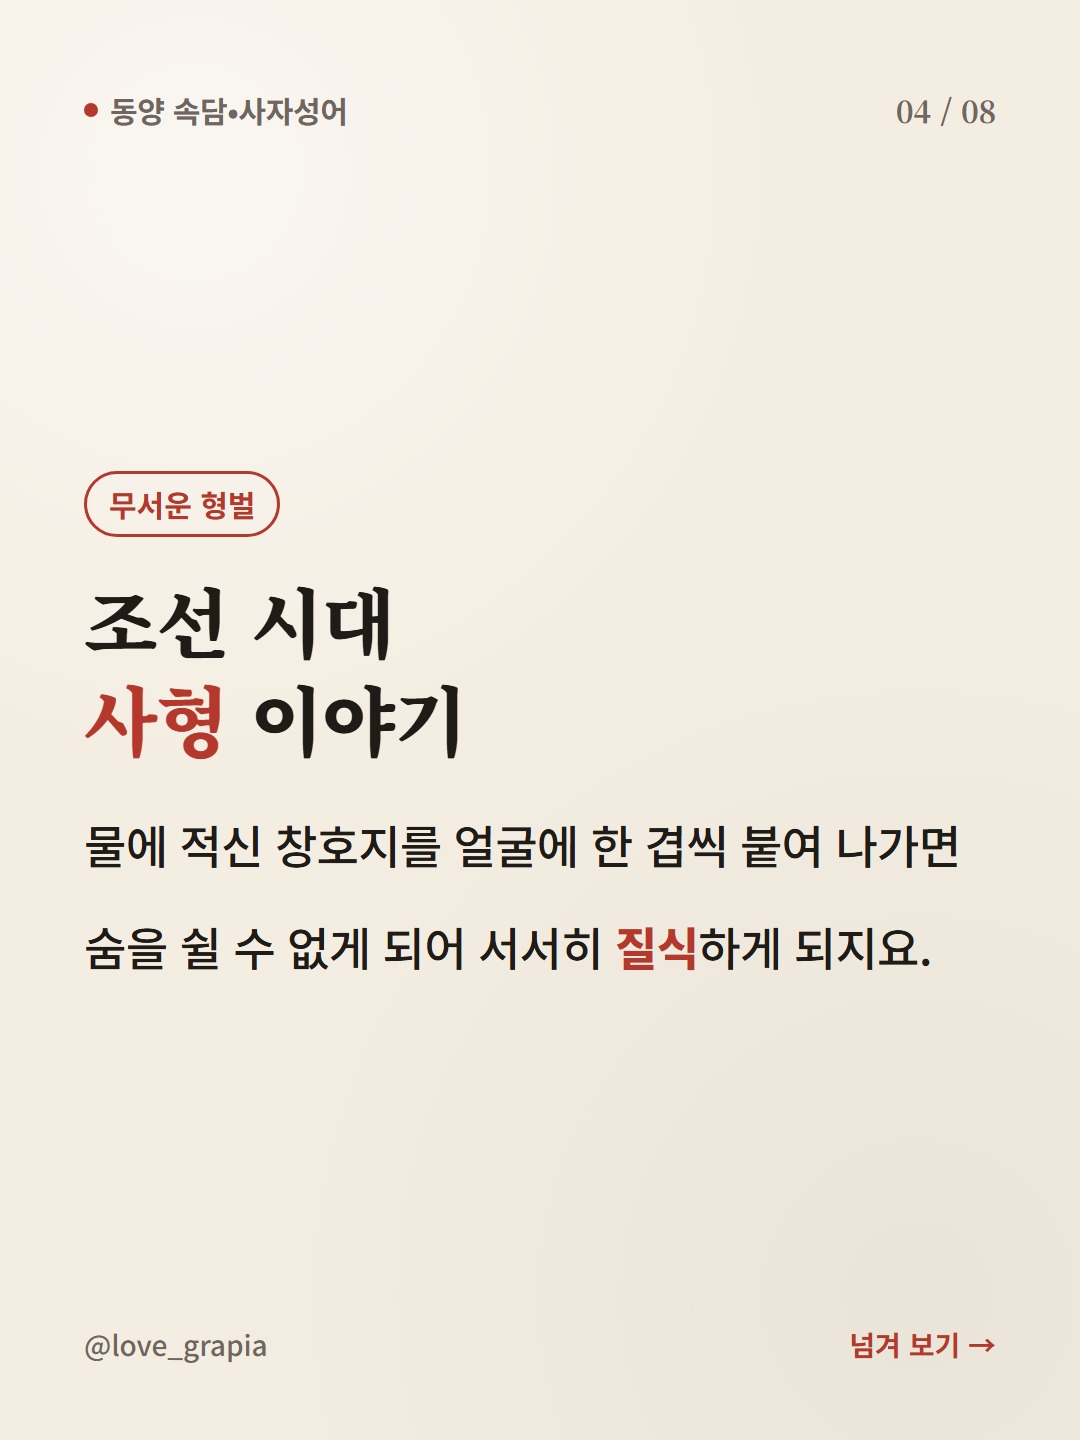 동양 속담•사자성어
04 / 08
무서운 형벌
조선 시대
사형 이야기
물에 적신 창호지를 얼굴에 한 겹씩 붙여 나가면
숨을 쉴 수 없게 되어 서서히 질식하게 되지요.
@love_grapia
넘겨 보기 →